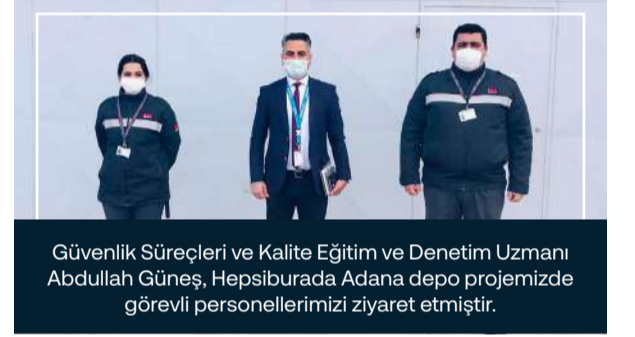 Güvenlik Süreçleri ve Kalite Eğitim ve Denetim Uzmanı
Abdullah Güneş, Hepsiburada Adana depo projemizde
görevli personellerimizi ziyaret etmiştir.